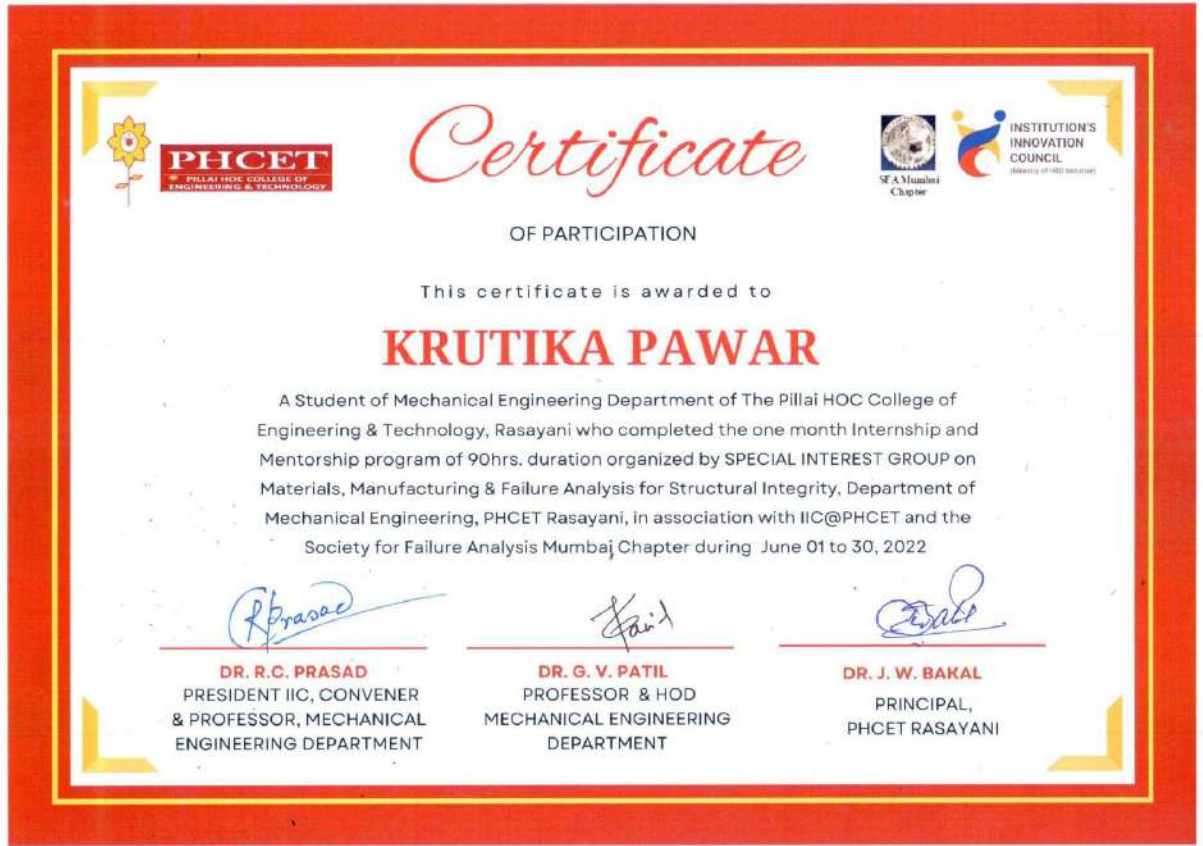 PHCET
PILLAI HOC COLLEGE OF
ENGINEERING & TECHNOLOGY
Certificate
SFA Mumbai
Chapter
INSTITUTION'S
INNOVATION
COUNCIL
(Ministry of HRD Initiative)
OF PARTICIPATION
This certificate is awarded to
KRUTIKA PAWAR
A Student of Mechanical Engineering Department of The Pillai HOC College of
Engineering & Technology, Rasayani who completed the one month Internship and
Mentorship program of 90hrs. duration organized by SPECIAL INTEREST GROUP on
Materials, Manufacturing & Failure Analysis for Structural Integrity, Department of
Mechanical Engineering, PHCET Rasayani, in association with IIC@PHCET and the
Society for Failure Analysis Mumbai Chapter during June 01 to 30, 2022
RPrasad
DR. R.C. PRASAD
PRESIDENT IIC, CONVENER
& PROFESSOR, MECHANICAL
ENGINEERING DEPARTMENT
DR. G. V. PATIL
PROFESSOR & HOD
MECHANICAL ENGINEERING
DEPARTMENT
DR. J. W. BAKAL
PRINCIPAL,
PHCET RASAYANI